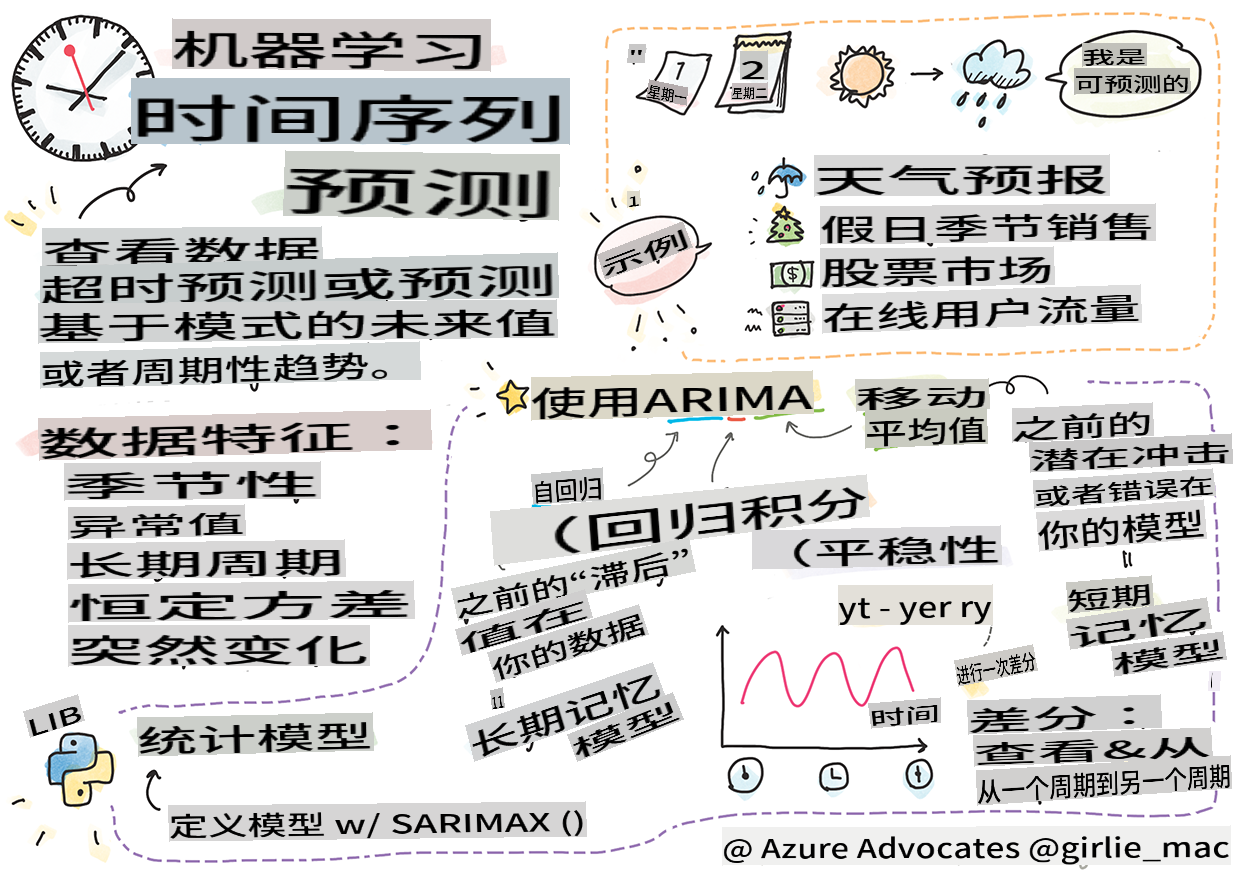 机器学习
时间序列
预测
查看数据
超时预测或预测
基于模式的未来值
或者周期性趋势。
数据特征：
季节性
异常值
长期周期
恒定方差
突然变化
"
1
星期一
2
星期二
我是
可预测的
1
示例
天气预报
假日季节销售
$
股票市场
在线用户流量
使用ARIMA
自回归
（回归积分
之前的“滞后”
值在
你的数据
11
长期记忆
模型
（平稳性
yt - yer ry
进行一次差分
时间
差分：
查看&从
从一个周期到另一个周期
移动
平均值
之前的
潜在冲击
或者错误在
你的模型
"
短期
记忆
模型
LIB
统计模型
定义模型 w/ SARIMAX ()
@ Azure Advocates @girlie_mac